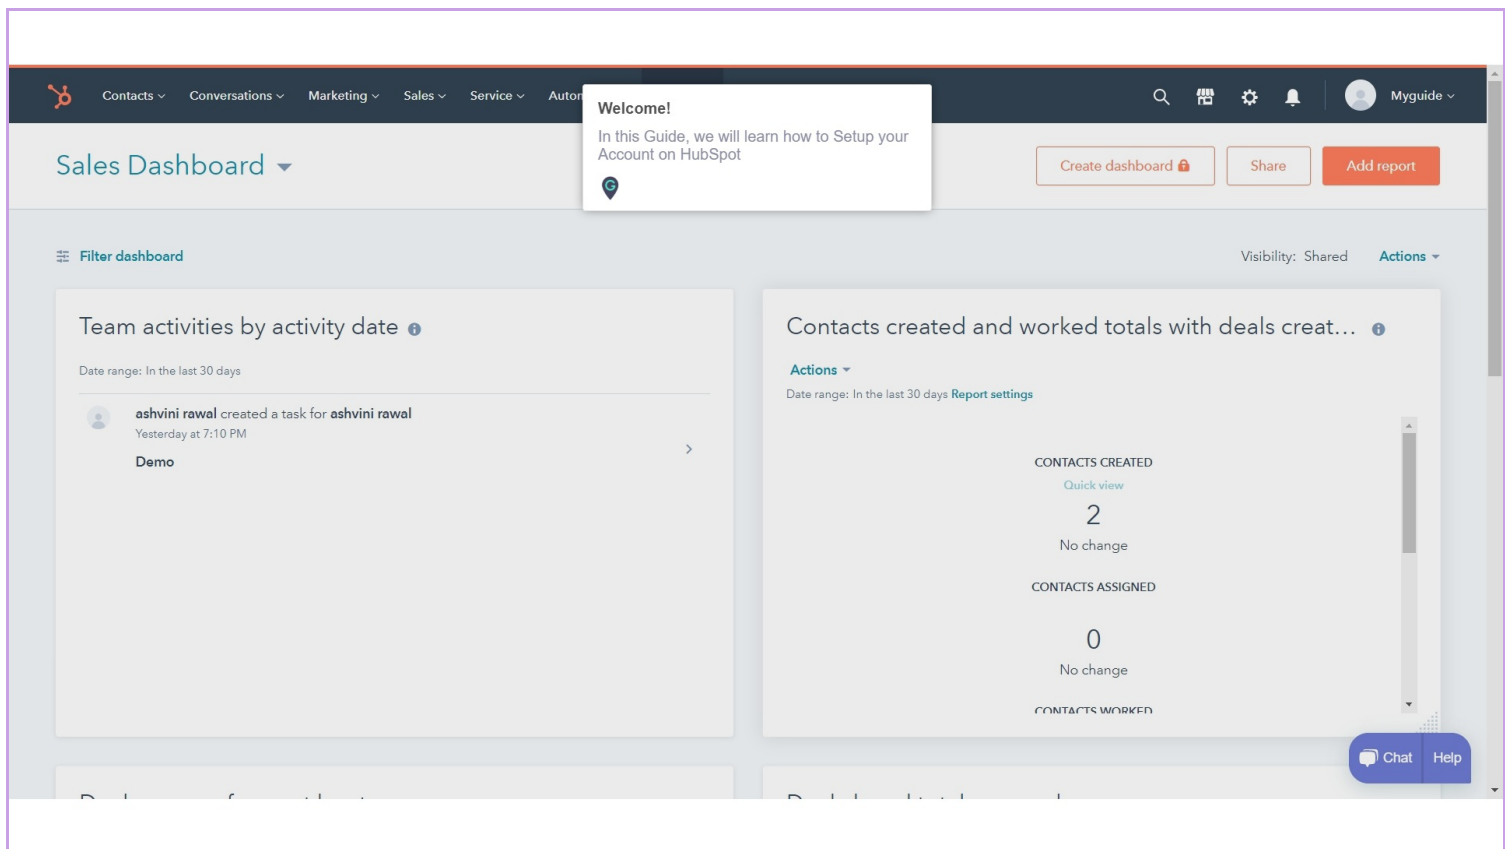 Contacts
Conversations
Marketing
Sales
Service
Myguide
Welcome!
In this Guide, we will learn how to Setup your
Account on HubSpot
G
Sales Dashboard
Create dashboard
Share
Add report
Filter dashboard
Visibility: Shared
Actions
Team activities by activity date
Date range: In the last 30 days
ashvini rawal created a task for ashvini rawal
Yesterday at 7:10 PM
Demo
Contacts created and worked totals with deals creat...
Actions
Date range: In the last 30 days Report settings
CONTACTS CREATED
Quick view
2
No change
CONTACTS ASSIGNED
0
No change
CONTACTS WORKED
Chat
Help